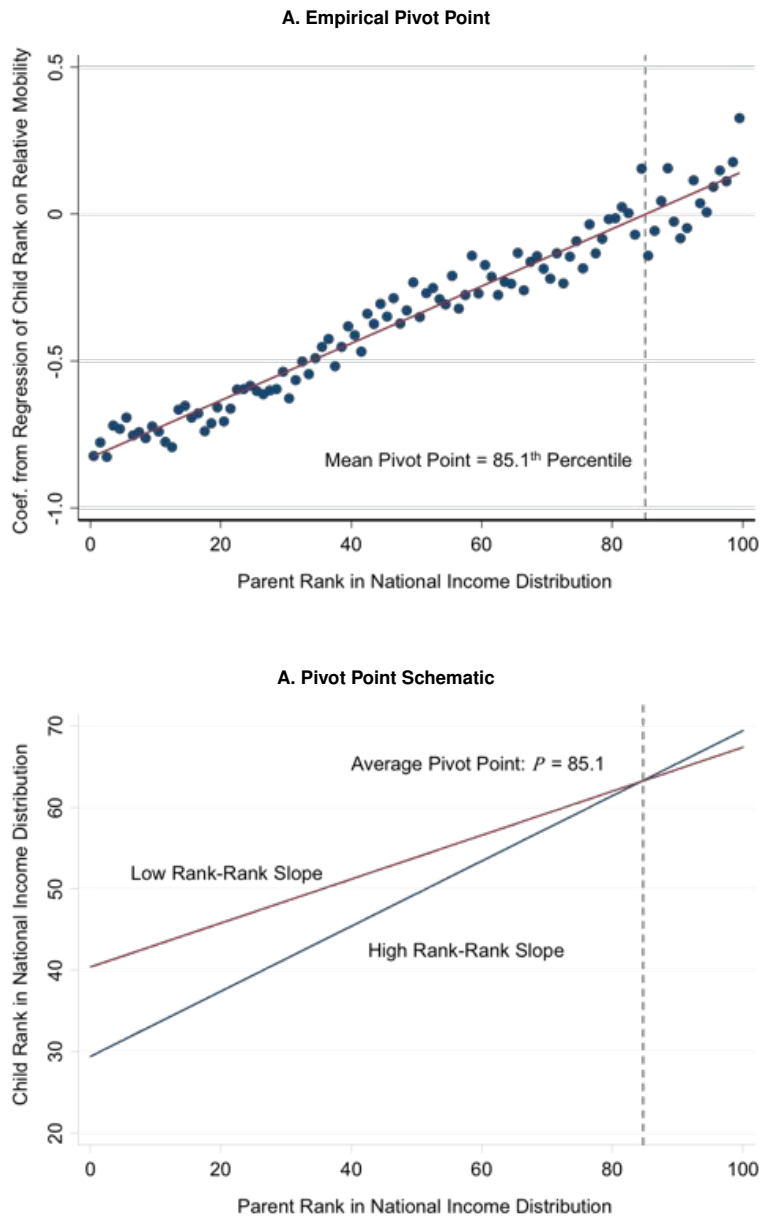 A. Empirical Pivot Point
Coef. from Regression of Child Rank on Relative Mobility
0.5
0
-0.5
-1.0
Mean Pivot Point = 85.1th Percentile
0 20 40 60 80 100
Parent Rank in National Income Distribution
A. Pivot Point Schematic
Child Rank in National Income Distribution
70
60
50
40
30
20
Average Pivot Point: P = 85.1
Low Rank-Rank Slope
High Rank-Rank Slope
0 20 40 60 80 100
Parent Rank in National Income Distribution